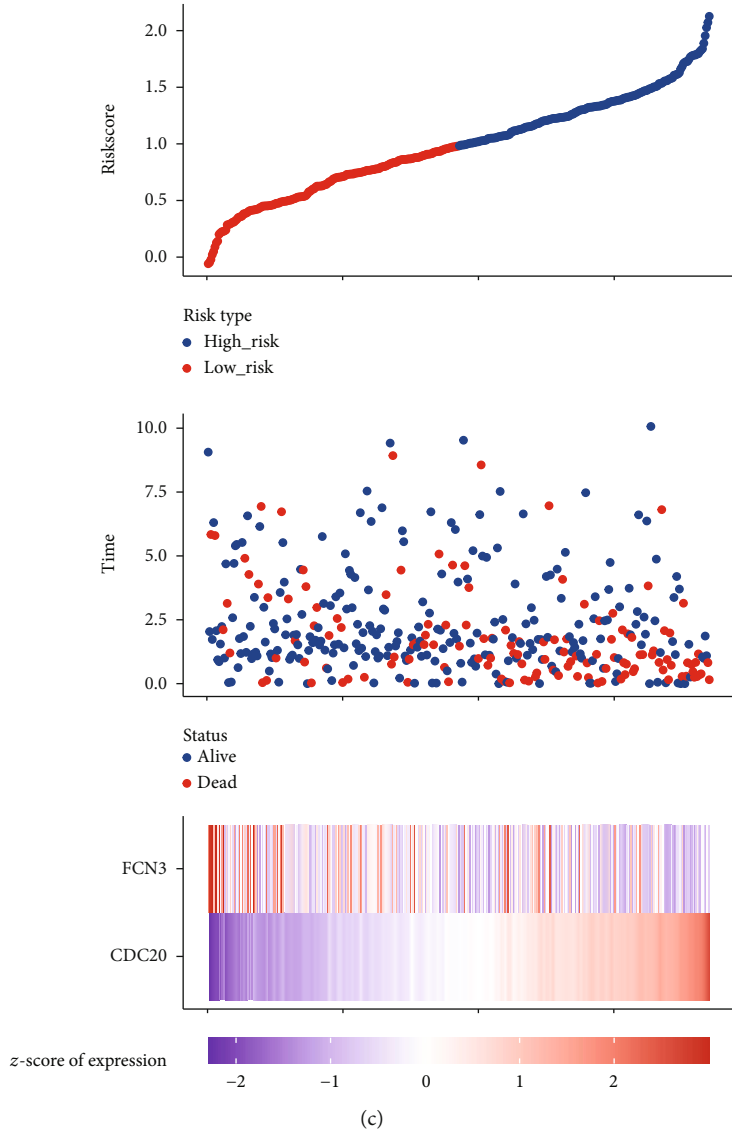 2.0
1.5
1.0
0.5
0.0
Riskscore
Risk type
High_risk
Low_risk
10.0
7.5
5.0
2.5
0.0
Time
Status
Alive
Dead
FCN3
CDC20
z-score of expression
−2 −1 0 1 2
(c)